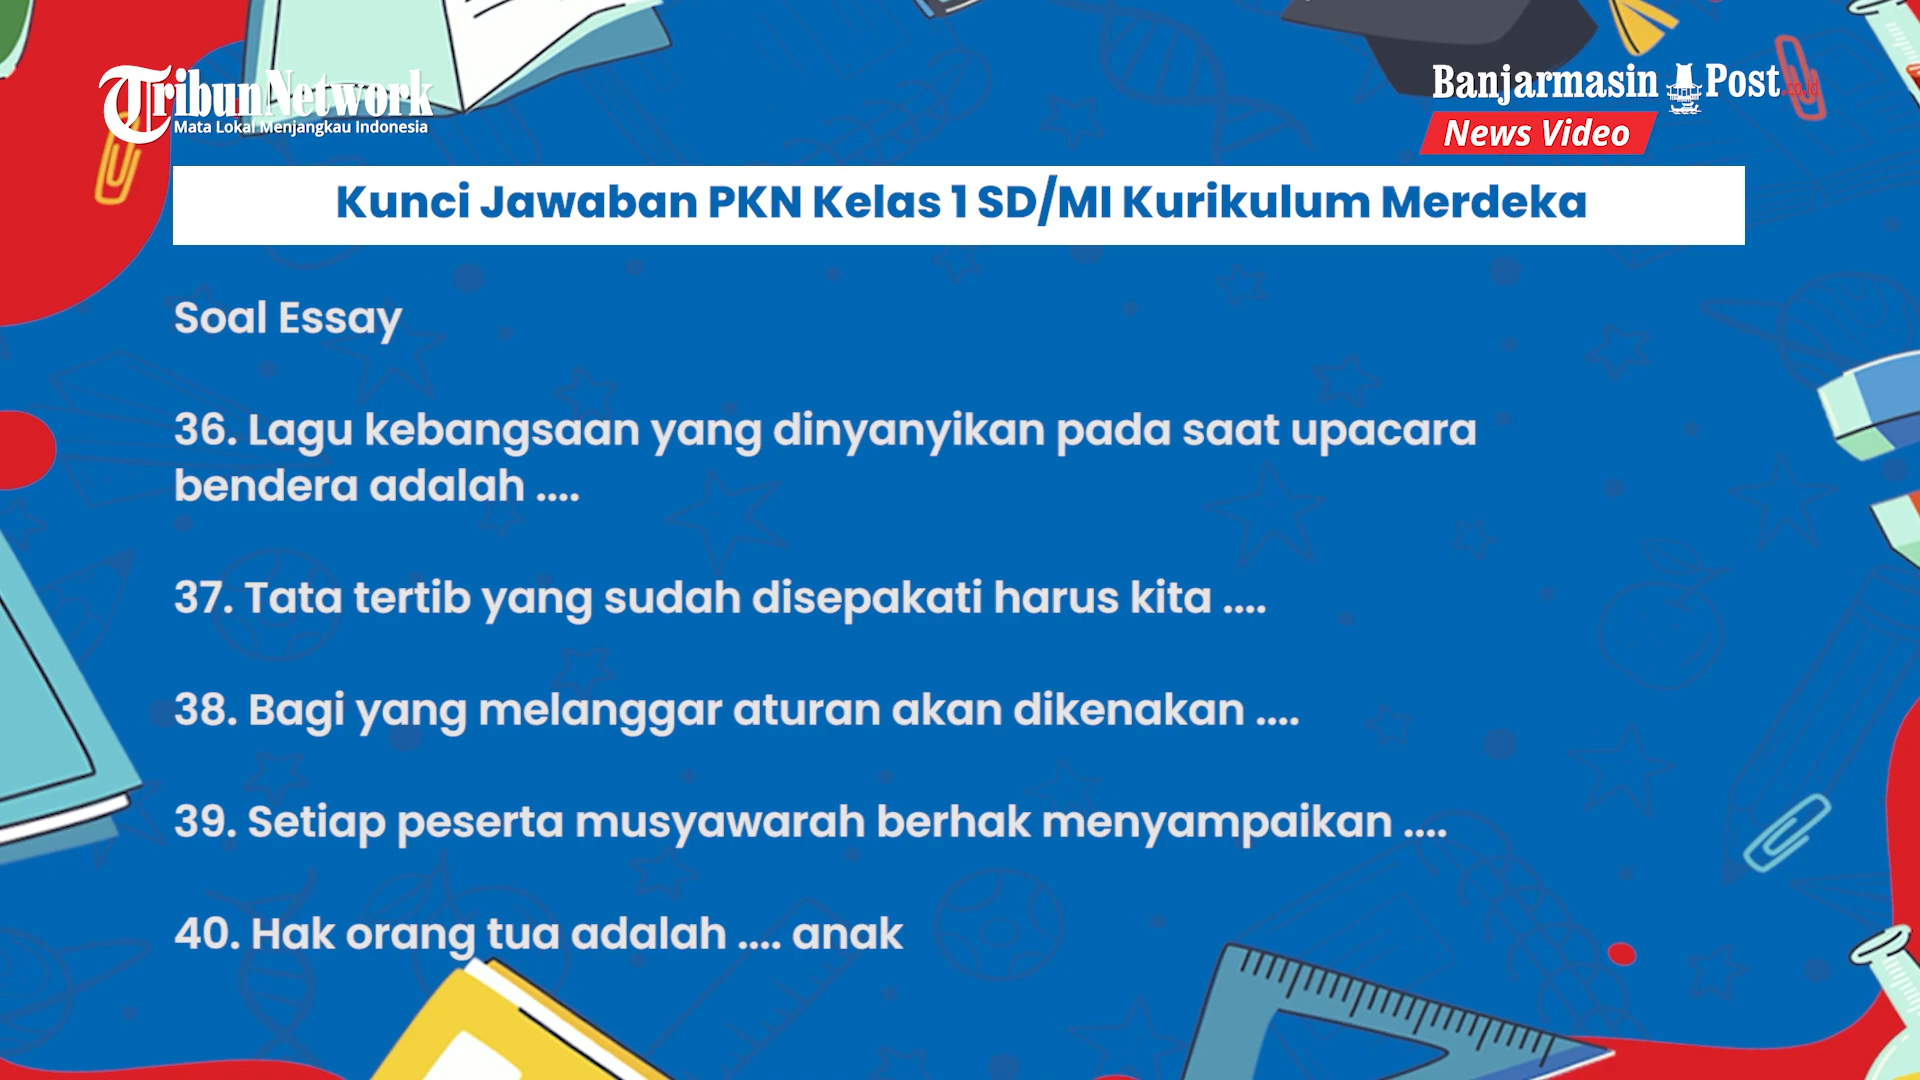 TribunNetwork
Mata Lokal Menjangkau Indonesia
Banjarmasin Post
News Video
Kunci Jawaban PKN Kelas 1 SD/MI Kurikulum Merdeka
Soal Essay
36. Lagu kebangsaan yang dinyanyikan pada saat upacara
bendera adalah ....
37. Tata tertib yang sudah disepakati harus kita ....
38. Bagi yang melanggar aturan akan dikenakan ....
39. Setiap peserta musyawarah berhak menyampaikan ....
40. Hak orang tua adalah .... anak